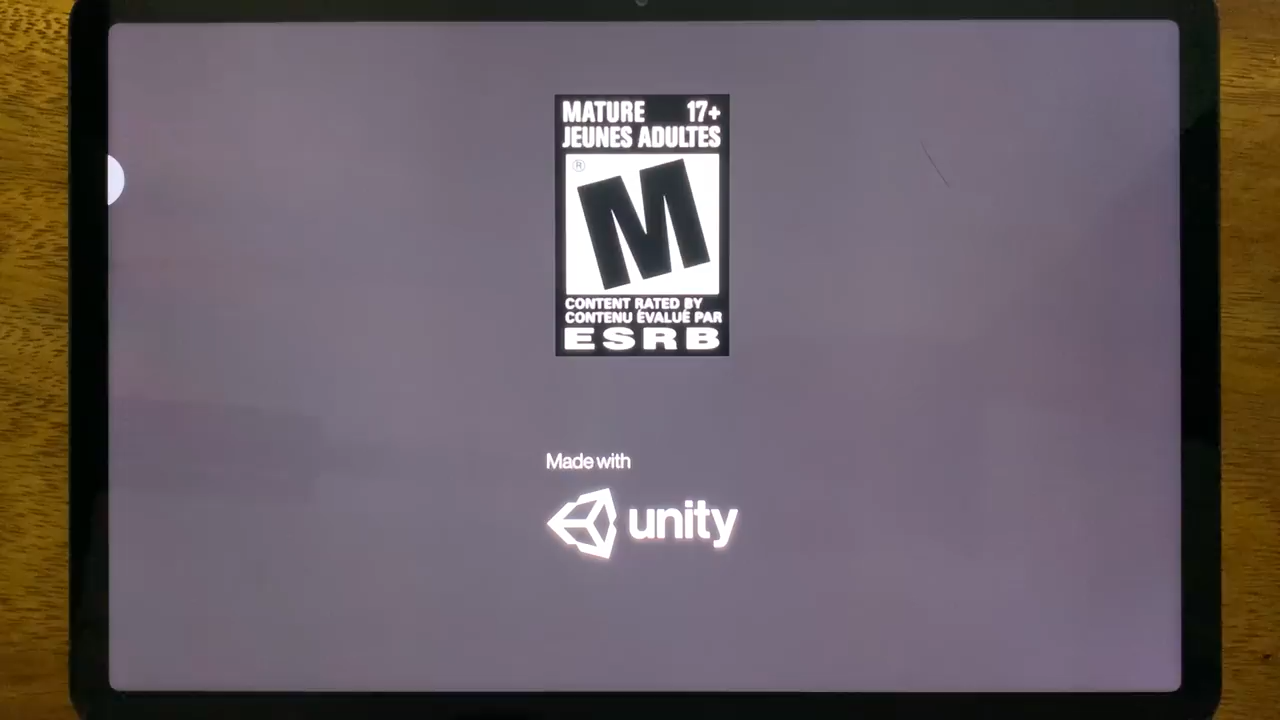 MATURE 17+
JEUNES ADULTES
®
M
CONTENT RATED BY
CONTENU ÉVALUÉ PAR
ESRB
Made with
unity